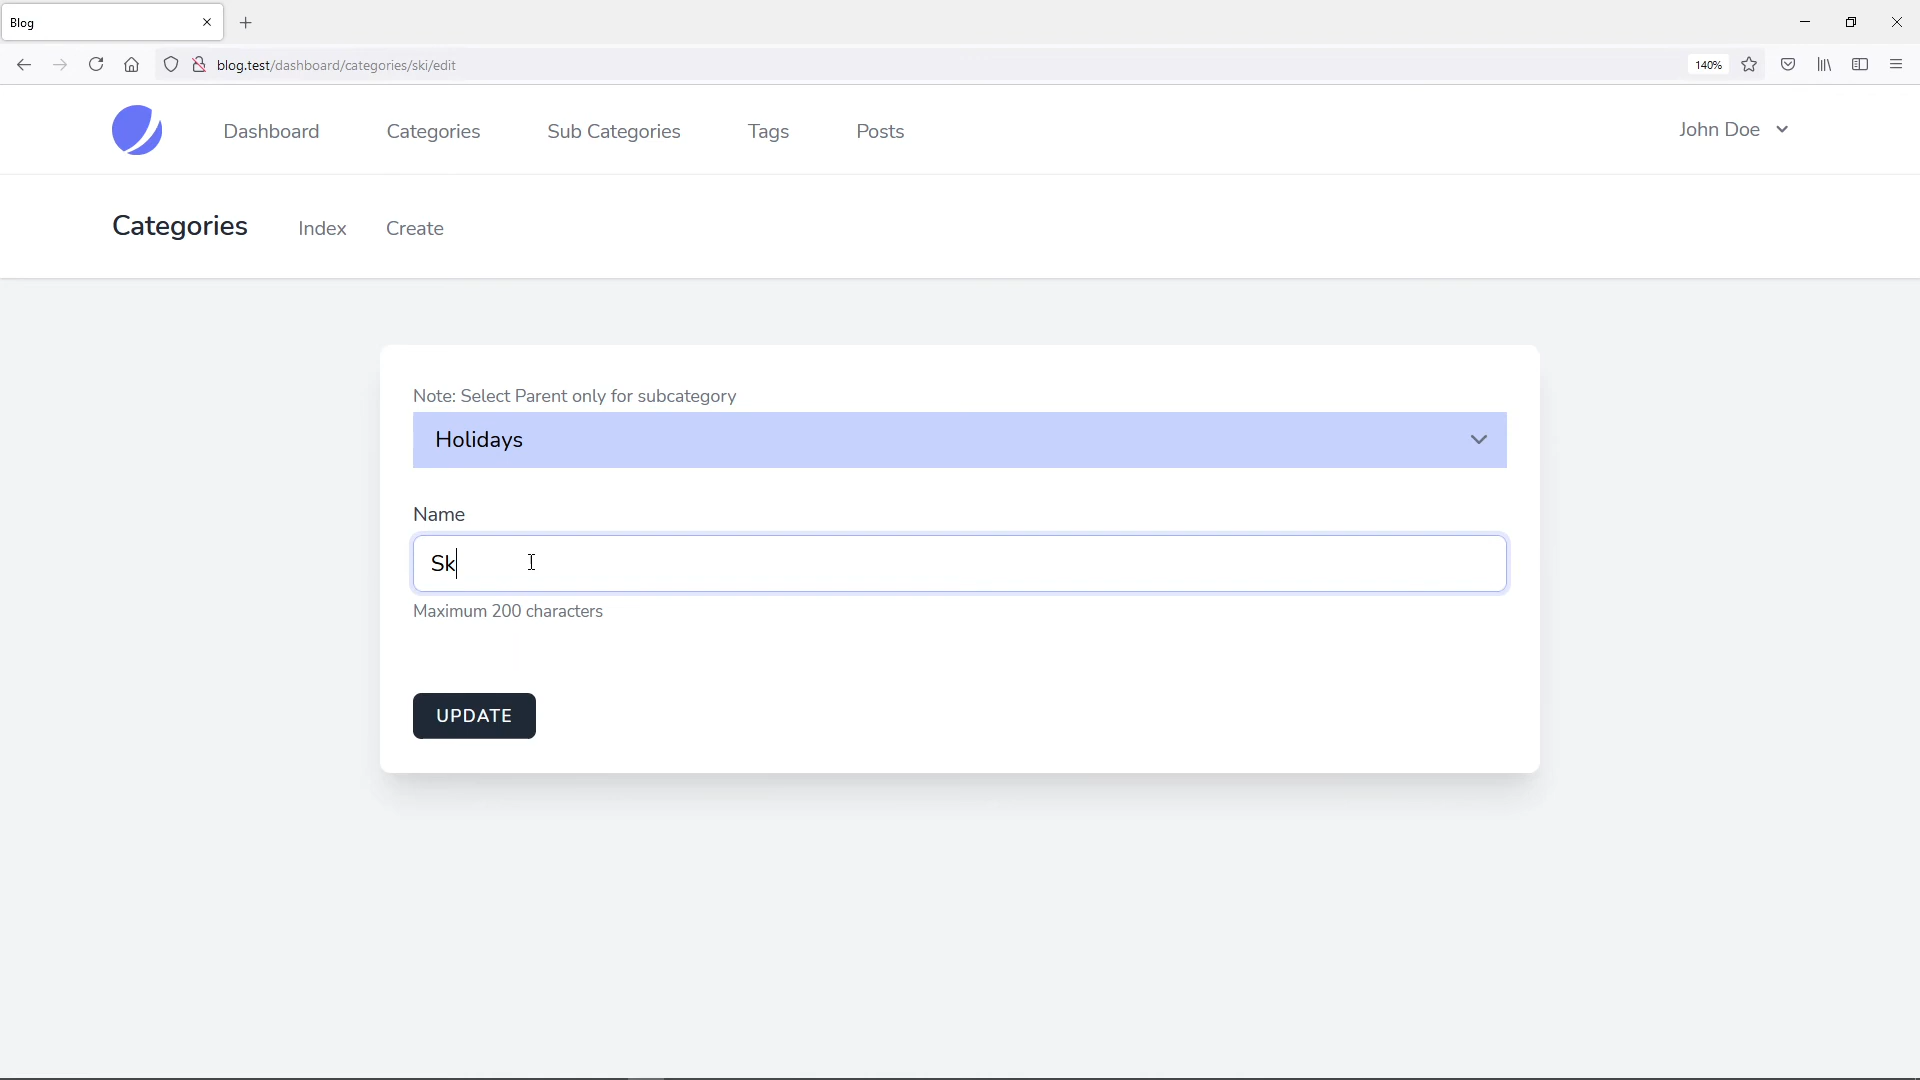 Blog
blog.test/dashboard/categories/ski/edit
140%
Dashboard Categories Sub Categories Tags Posts John Doe
Categories Index Create
Note: Select Parent only for subcategory
Holidays
Name
Sk
Maximum 200 characters
UPDATE